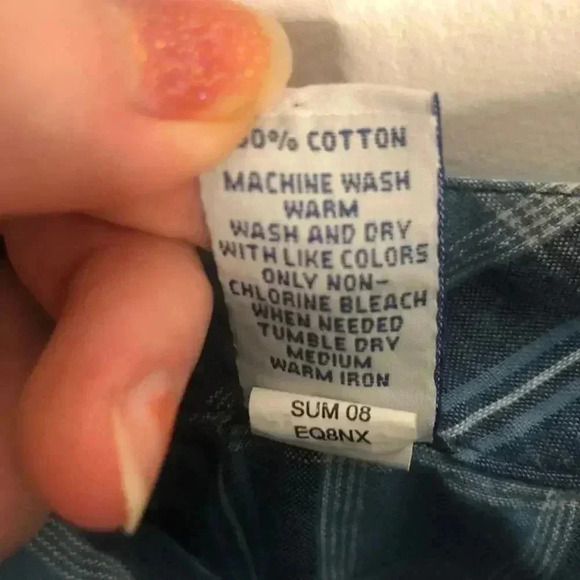 COTTON
MACHINE WASH
WARM
WASH AND DRY
WITH LIKE COLORS
ONLY NON-
CHLORINE BLEACH
WHEN NEEDED
TUMBLE DRY
MEDIUM
WARM IRON
SUM 08
EQ8NX